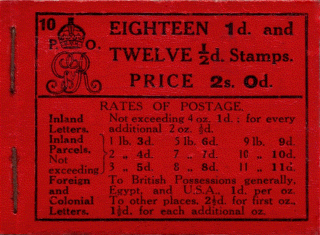 10
P. O.
EIGHTEEN 1d. and
TWELVE ½d. Stamps.
PRICE 2s. 0d.
RATES OF POSTAGE.
Inland Letters. Not exceeding 4 oz. 1d.; for every additional 2 oz. ½d.
Inland Parcels. Not exceeding
1 lb. 3d. 5 lb. 6d. 9 lb. 9d.
2 „ 4d. 7 „ 7d. 10 „ 10d.
3 „ 5d. 8 „ 8d. 11 „ 11d.
Foreign and Colonial Letters. To British Possessions generally, Egypt, and U.S.A., 1d. per oz.
To other places, 2½d. for first oz., 1½d. for each additional oz.